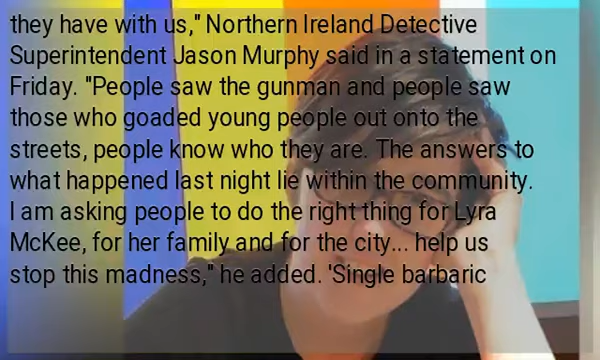 they have with us," Northern Ireland Detective
Superintendent Jason Murphy said in a statement on
Friday. "People saw the gunman and people saw
those who goaded young people out onto the
streets, people know who they are. The answers to
what happened last night lie within the community.
I am asking people to do the right thing for Lyra
McKee, for her family and for the city... help us
stop this madness," he added. 'Single barbaric